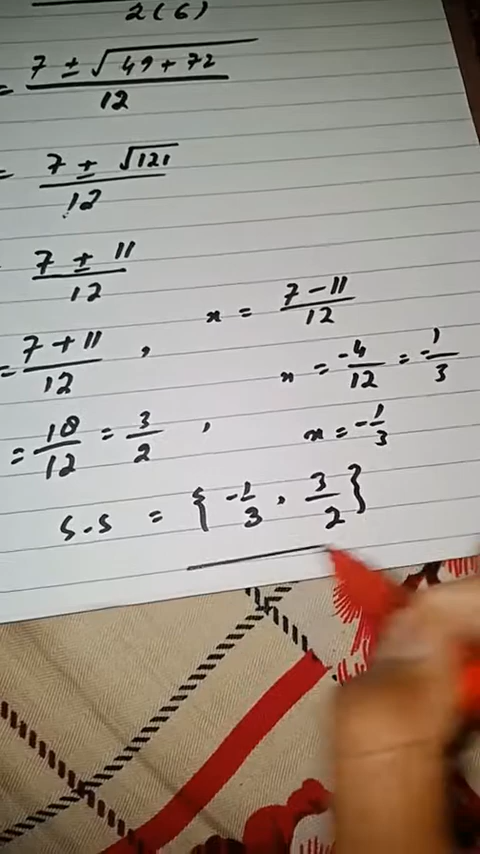 2(6)
= 7 ± √49 + 72 / 12
= 7 ± √121 / 12
7 ± 11 / 12
= 7 + 11 / 12 , x = 7 - 11 / 12
x = -4 / 12 = -1 / 3
= 18 / 12 = 3 / 2 , x = -1 / 3
S.S = { -1 / 3 , 3 / 2 }